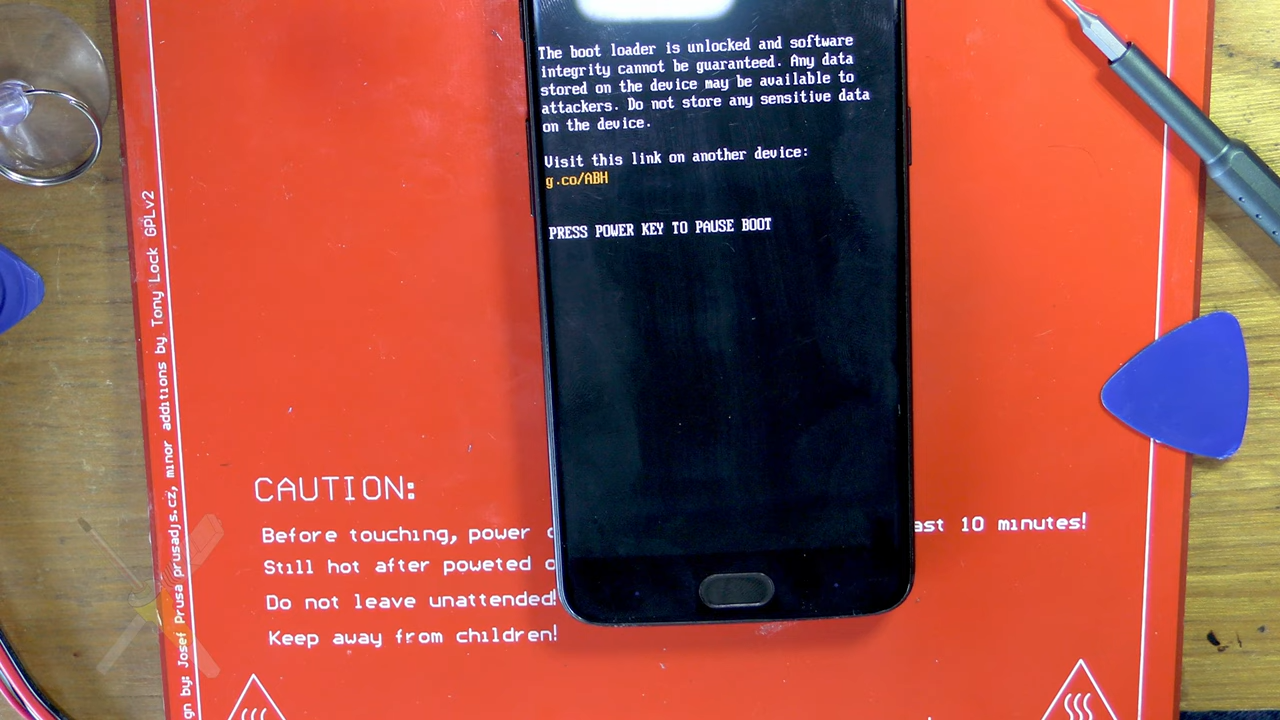 The boot loader is unlocked and software
integrity cannot be guaranteed. Any data
stored on the device may be available to
attackers. Do not store any sensitive data
on the device.
Visit this link on another device:
g.co/ABH
PRESS POWER KEY TO PAUSE BOOT
gn by: Josef Prusa prusadjs.cz, minor additions by Tony Lock GPLv2
CAUTION:
Before touching, power ast 10 minutes!
Still hot after poweted o
Do not leave unattended!
Keep away from children!